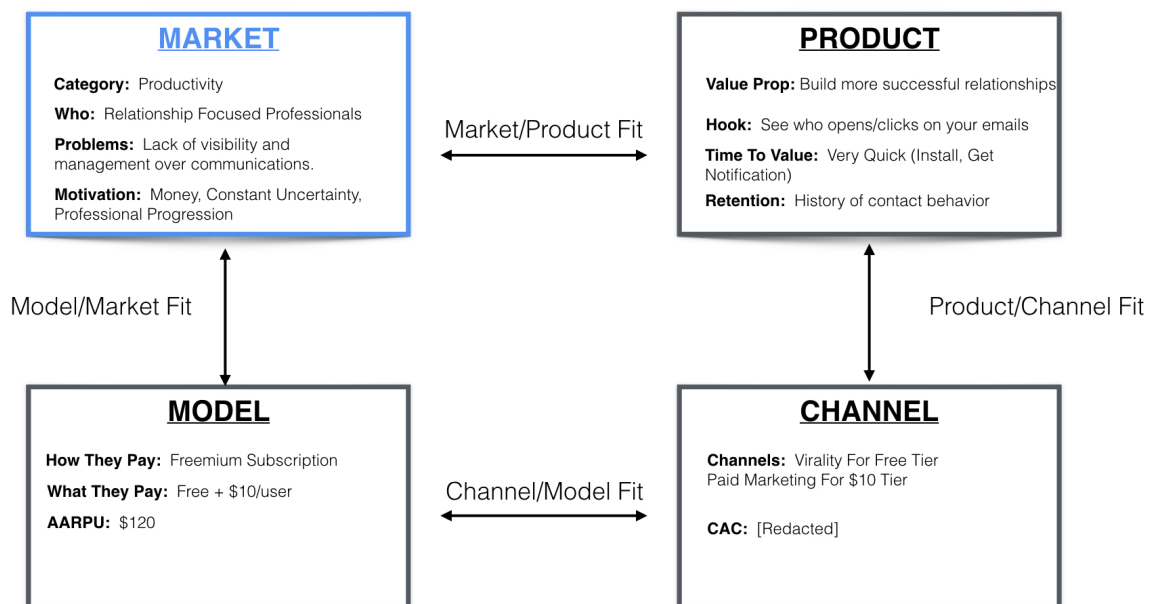 MARKET
Category: Productivity
Who: Relationship Focused Professionals
Problems: Lack of visibility and
management over communications.
Motivation: Money, Constant Uncertainty,
Professional Progression
Market/Product Fit
PRODUCT
Value Prop: Build more successful relationships
Hook: See who opens/clicks on your emails
Time To Value: Very Quick (Install, Get
Notification)
Retention: History of contact behavior
Model/Market Fit
Product/Channel Fit
MODEL
How They Pay: Freemium Subscription
What They Pay: Free + $10/user
AARPU: $120
Channel/Model Fit
CHANNEL
Channels: Virality For Free Tier
Paid Marketing For $10 Tier
CAC: [Redacted]